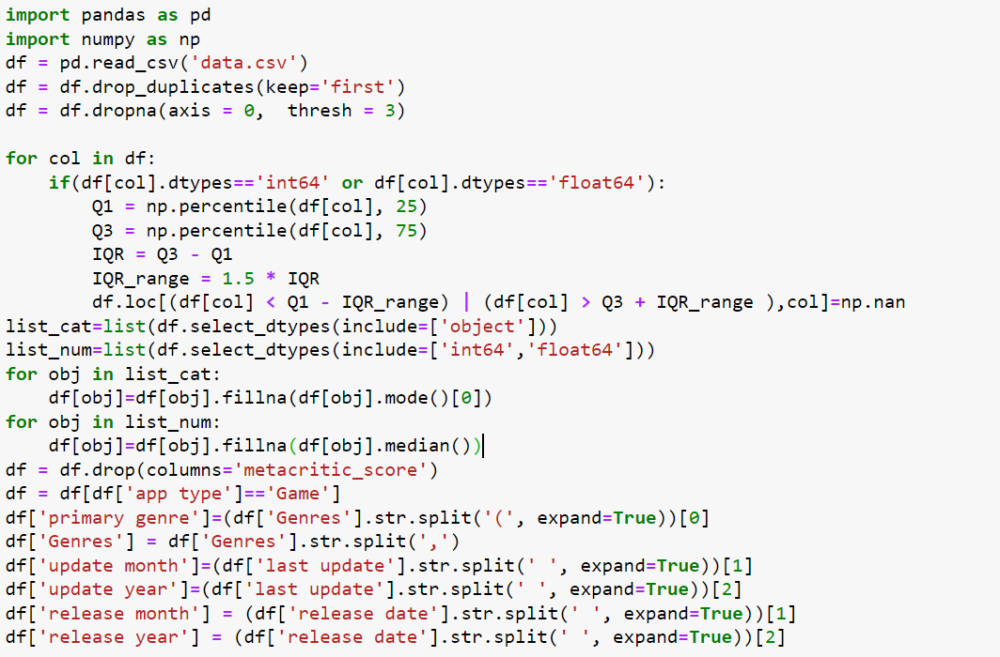 import pandas as pd
import numpy as np
df = pd.read_csv('data.csv')
df = df.drop_duplicates(keep='first')
df = df.dropna(axis = 0,  thresh = 3)

for col in df:
    if(df[col].dtypes=='int64' or df[col].dtypes=='float64'):
        Q1 = np.percentile(df[col], 25)
        Q3 = np.percentile(df[col], 75)
        IQR = Q3 - Q1
        IQR_range = 1.5 * IQR
        df.loc[(df[col] < Q1 - IQR_range) | (df[col] > Q3 + IQR_range ),col]=np.nan
list_cat=list(df.select_dtypes(include=['object']))
list_num=list(df.select_dtypes(include=['int64','float64']))
for obj in list_cat:
    df[obj]=df[obj].fillna(df[obj].mode()[0])
for obj in list_num:
    df[obj]=df[obj].fillna(df[obj].median())
df = df.drop(columns='metacritic_score')
df = df[df['app type']=='Game']
df['primary genre']=(df['Genres'].str.split('(', expand=True))[0]
df['Genres'] = df['Genres'].str.split(',')
df['update month']=(df['last update'].str.split(' ', expand=True))[1]
df['update year']=(df['last update'].str.split(' ', expand=True))[2]
df['release month'] = (df['release date'].str.split(' ', expand=True))[1]
df['release year'] = (df['release date'].str.split(' ', expand=True))[2]